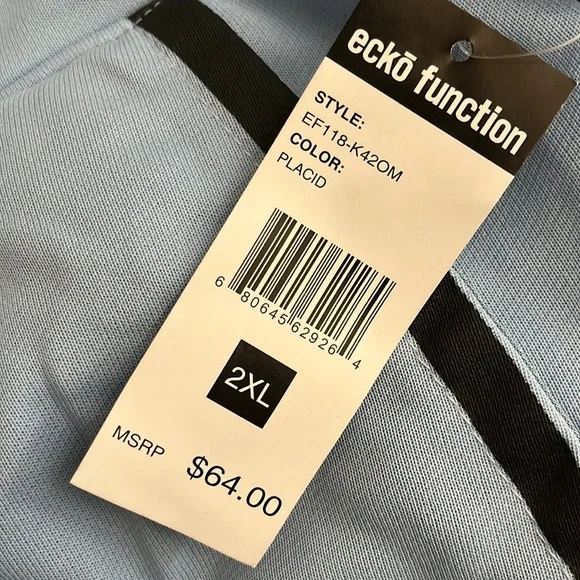 eckō function
STYLE:
EF118-K42OM
COLOR:
PLACID
6 80645 62926 4
2XL
MSRP $64.00